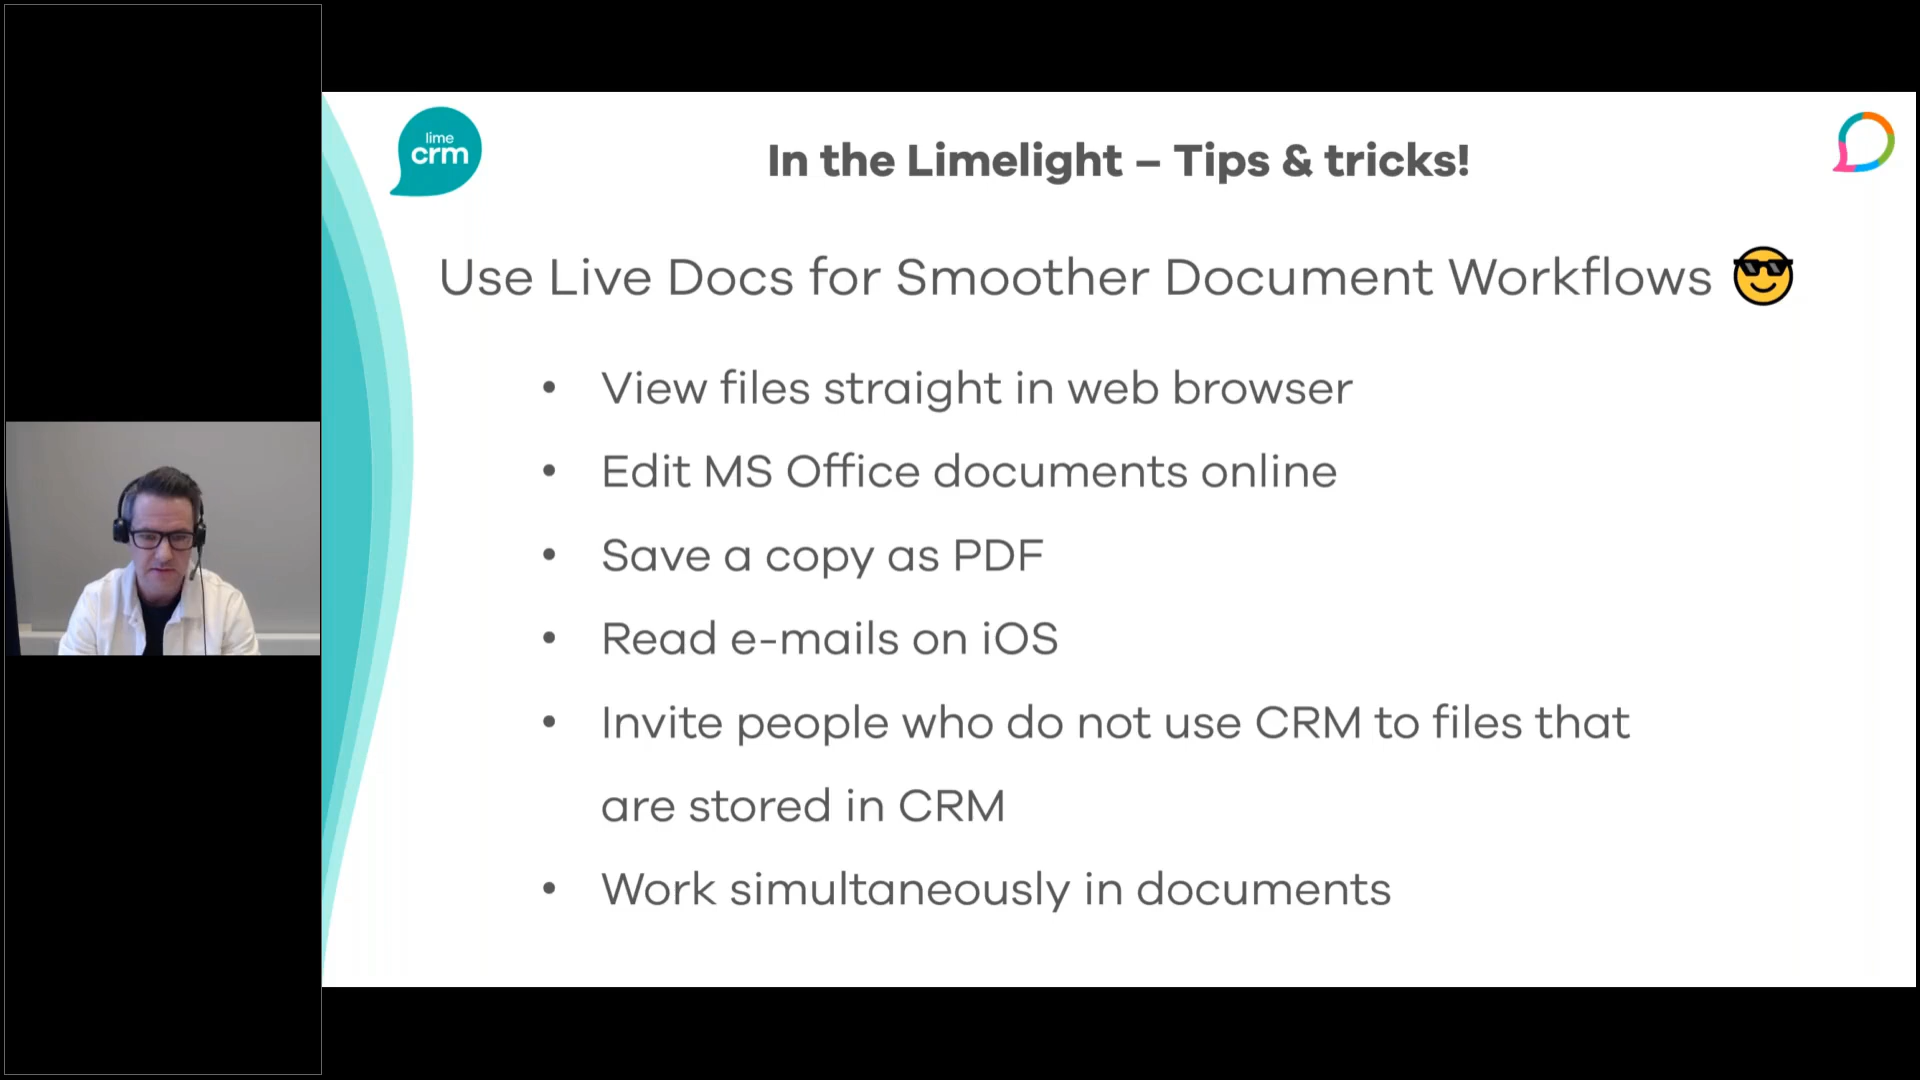 lime
crm
In the Limelight – Tips & tricks!
Use Live Docs for Smoother Document Workflows 😎
• View files straight in web browser
• Edit MS Office documents online
• Save a copy as PDF
• Read e-mails on iOS
• Invite people who do not use CRM to files that
are stored in CRM
• Work simultaneously in documents